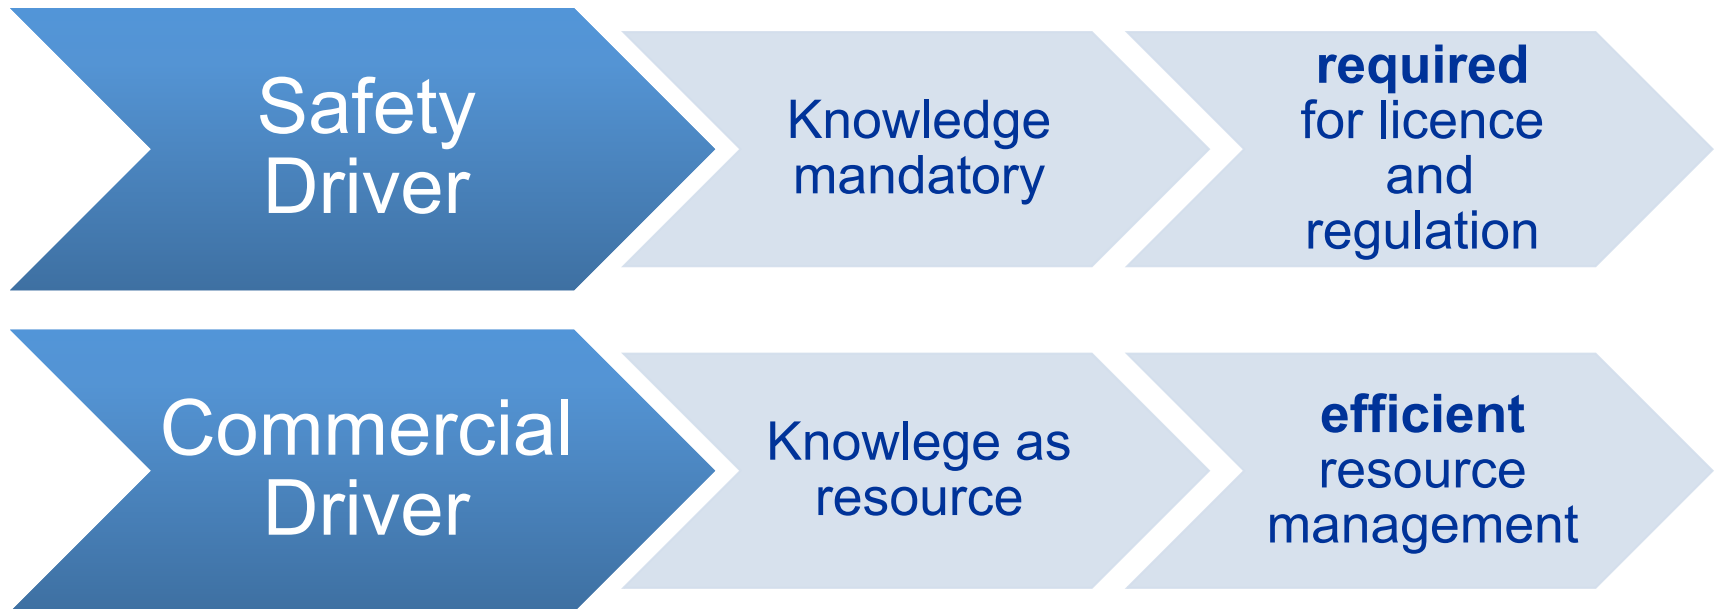 Safety
Driver
Knowledge
mandatory
required
for licence
and
regulation
Commercial
Driver
Knowlege as
resource
efficient
resource
management